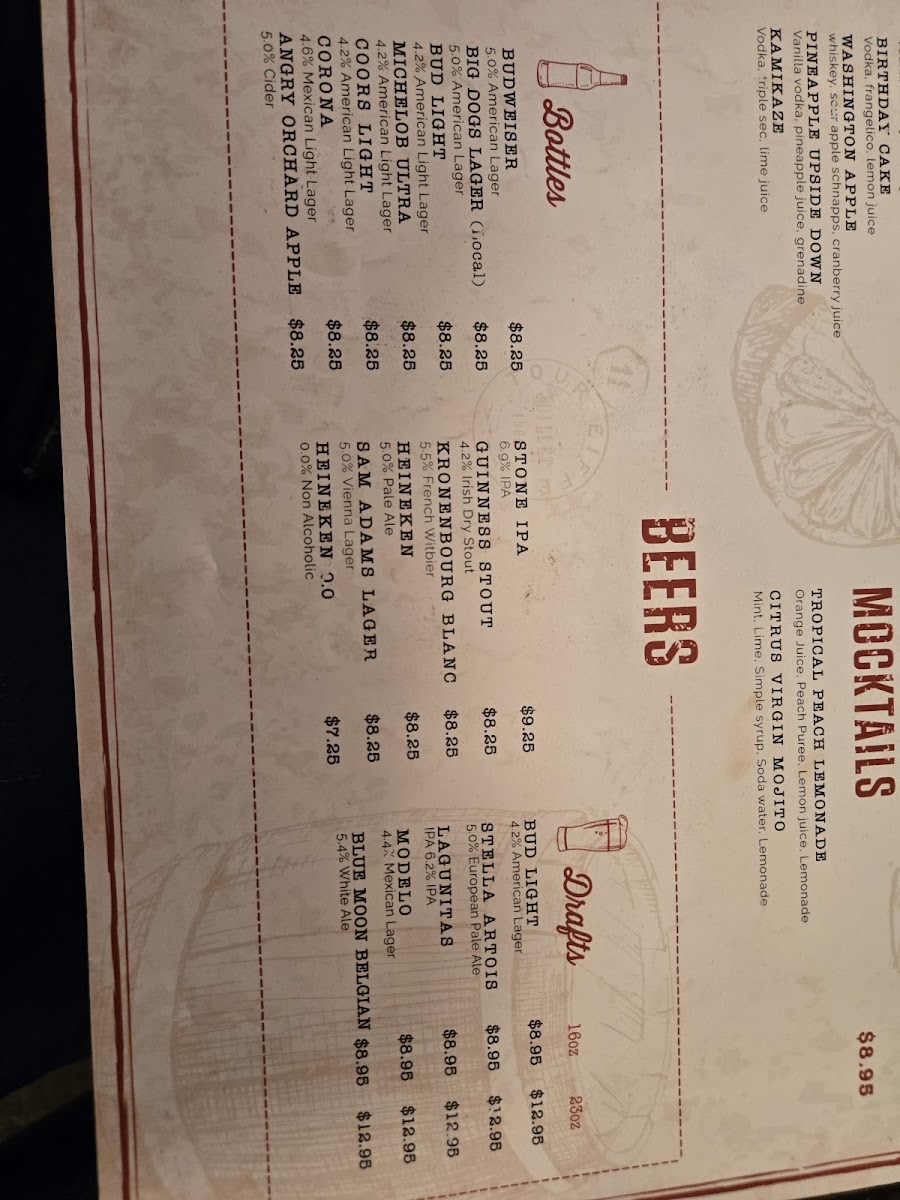 BIRTHDAY CAKE
Vodka, frangelico, lemon juice
WASHINGTON APPLE
whiskey, sour apple schnapps, cranberry juice
PINEAPPLE UPSIDE DOWN
Vanilla vodka, pineapple juice, grenadine
KAMIKAZE
Vodka, triple sec, lime juice
MOCKTAILS $8.95
TROPICAL PEACH LEMONADE
Orange Juice, Peach Puree, Lemon juice, Lemonade
CITRUS VIRGIN MOJITO
Mint, Lime, Simple syrup, Soda water, Lemonade
BEERS
Bottles
BUDWEISER $8.25
5.0% American Lager
BIG DOGS LAGER (Local) $8.25
5.0% American Lager
BUD LIGHT $8.25
4.2% American Light Lager
MICHELOB ULTRA $8.25
4.2% American Light Lager
COORS LIGHT $8.25
4.2% American Light Lager
CORONA $8.25
4.6% Mexican Light Lager
ANGRY ORCHARD APPLE $8.25
5.0% Cider
STONE IPA $9.25
6.9% IPA
GUINNESS STOUT $8.25
4.2% Irish Dry Stout
KRONENBOURG BLANC $8.25
5.5% French Witbier
HEINEKEN $8.25
5.0% Pale Ale
SAM ADAMS LAGER $8.25
5.0% Vienna Lager
HEINEKEN 0.0 $7.25
0.0% Non Alcoholic
Drafts 16oz 23oz
BUD LIGHT $8.95 $12.95
4.2% American Lager
STELLA ARTOIS $8.95 $12.95
5.0% European Pale Ale
LAGUNITAS $8.95 $12.95
IPA 6.2% IPA
MODELO $8.95 $12.95
4.4% Mexican Lager
BLUE MOON BELGIAN $8.95 $12.95
5.4% White Ale